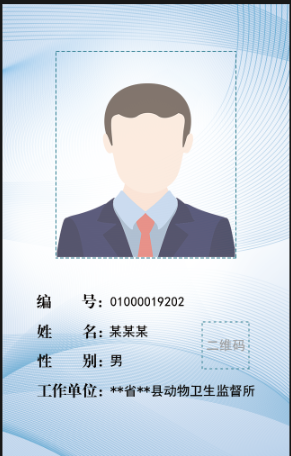 编 号: 01000019202
姓 名: 某某某
二维码
性 别: 男
工作单位: **省**县动物卫生监督所